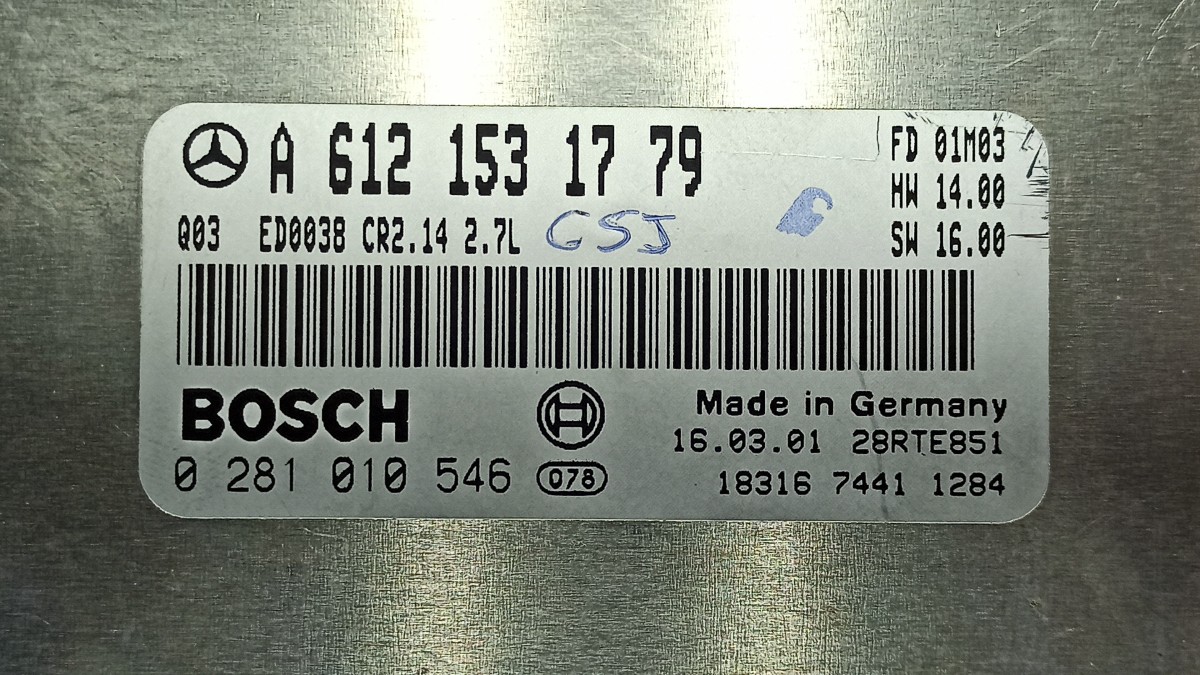 A 612 153 17 79
FD 01M03
HW 14.00
Q03 ED0038 CR2.14 2.7L GSJ
SW 16.00
BOSCH
Made in Germany
16.03.01 28RTE851
0 281 010 546 078
18316 7441 1284